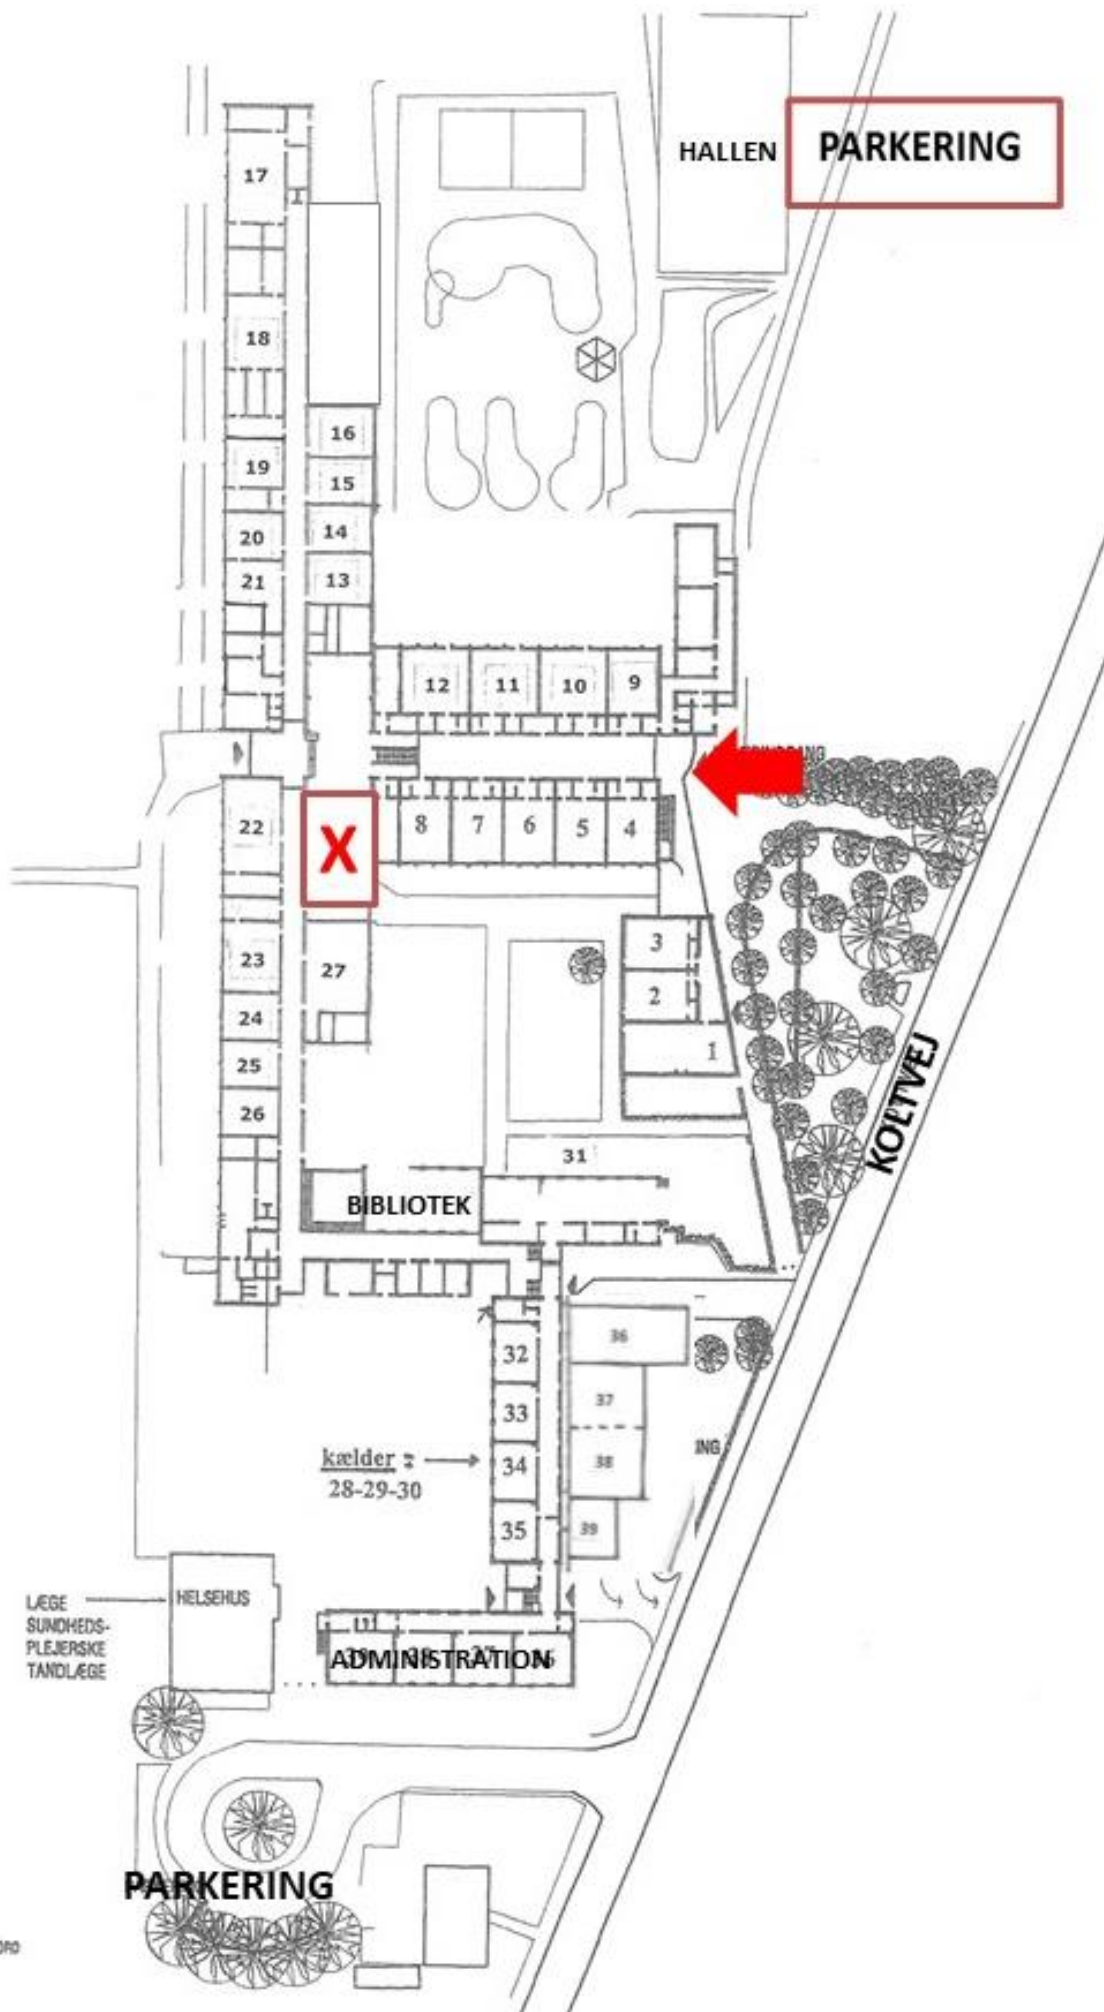 HALLEN
PARKERING
17
18
16
19
15
20
14
21
13
12
11
10
9
22
X
8
7
6
5
4
3
23
27
2
24
1
25
26
31
BIBLIOTEK
KOLTVEJ
36
32
37
33
kælder :
34
38
28-29-30
35
39
ING
LÆGE
SUNDHEDS-
PLEJERSKE
TANDLÆGE
HELSEHUS
ADMINISTRATION
PARKERING